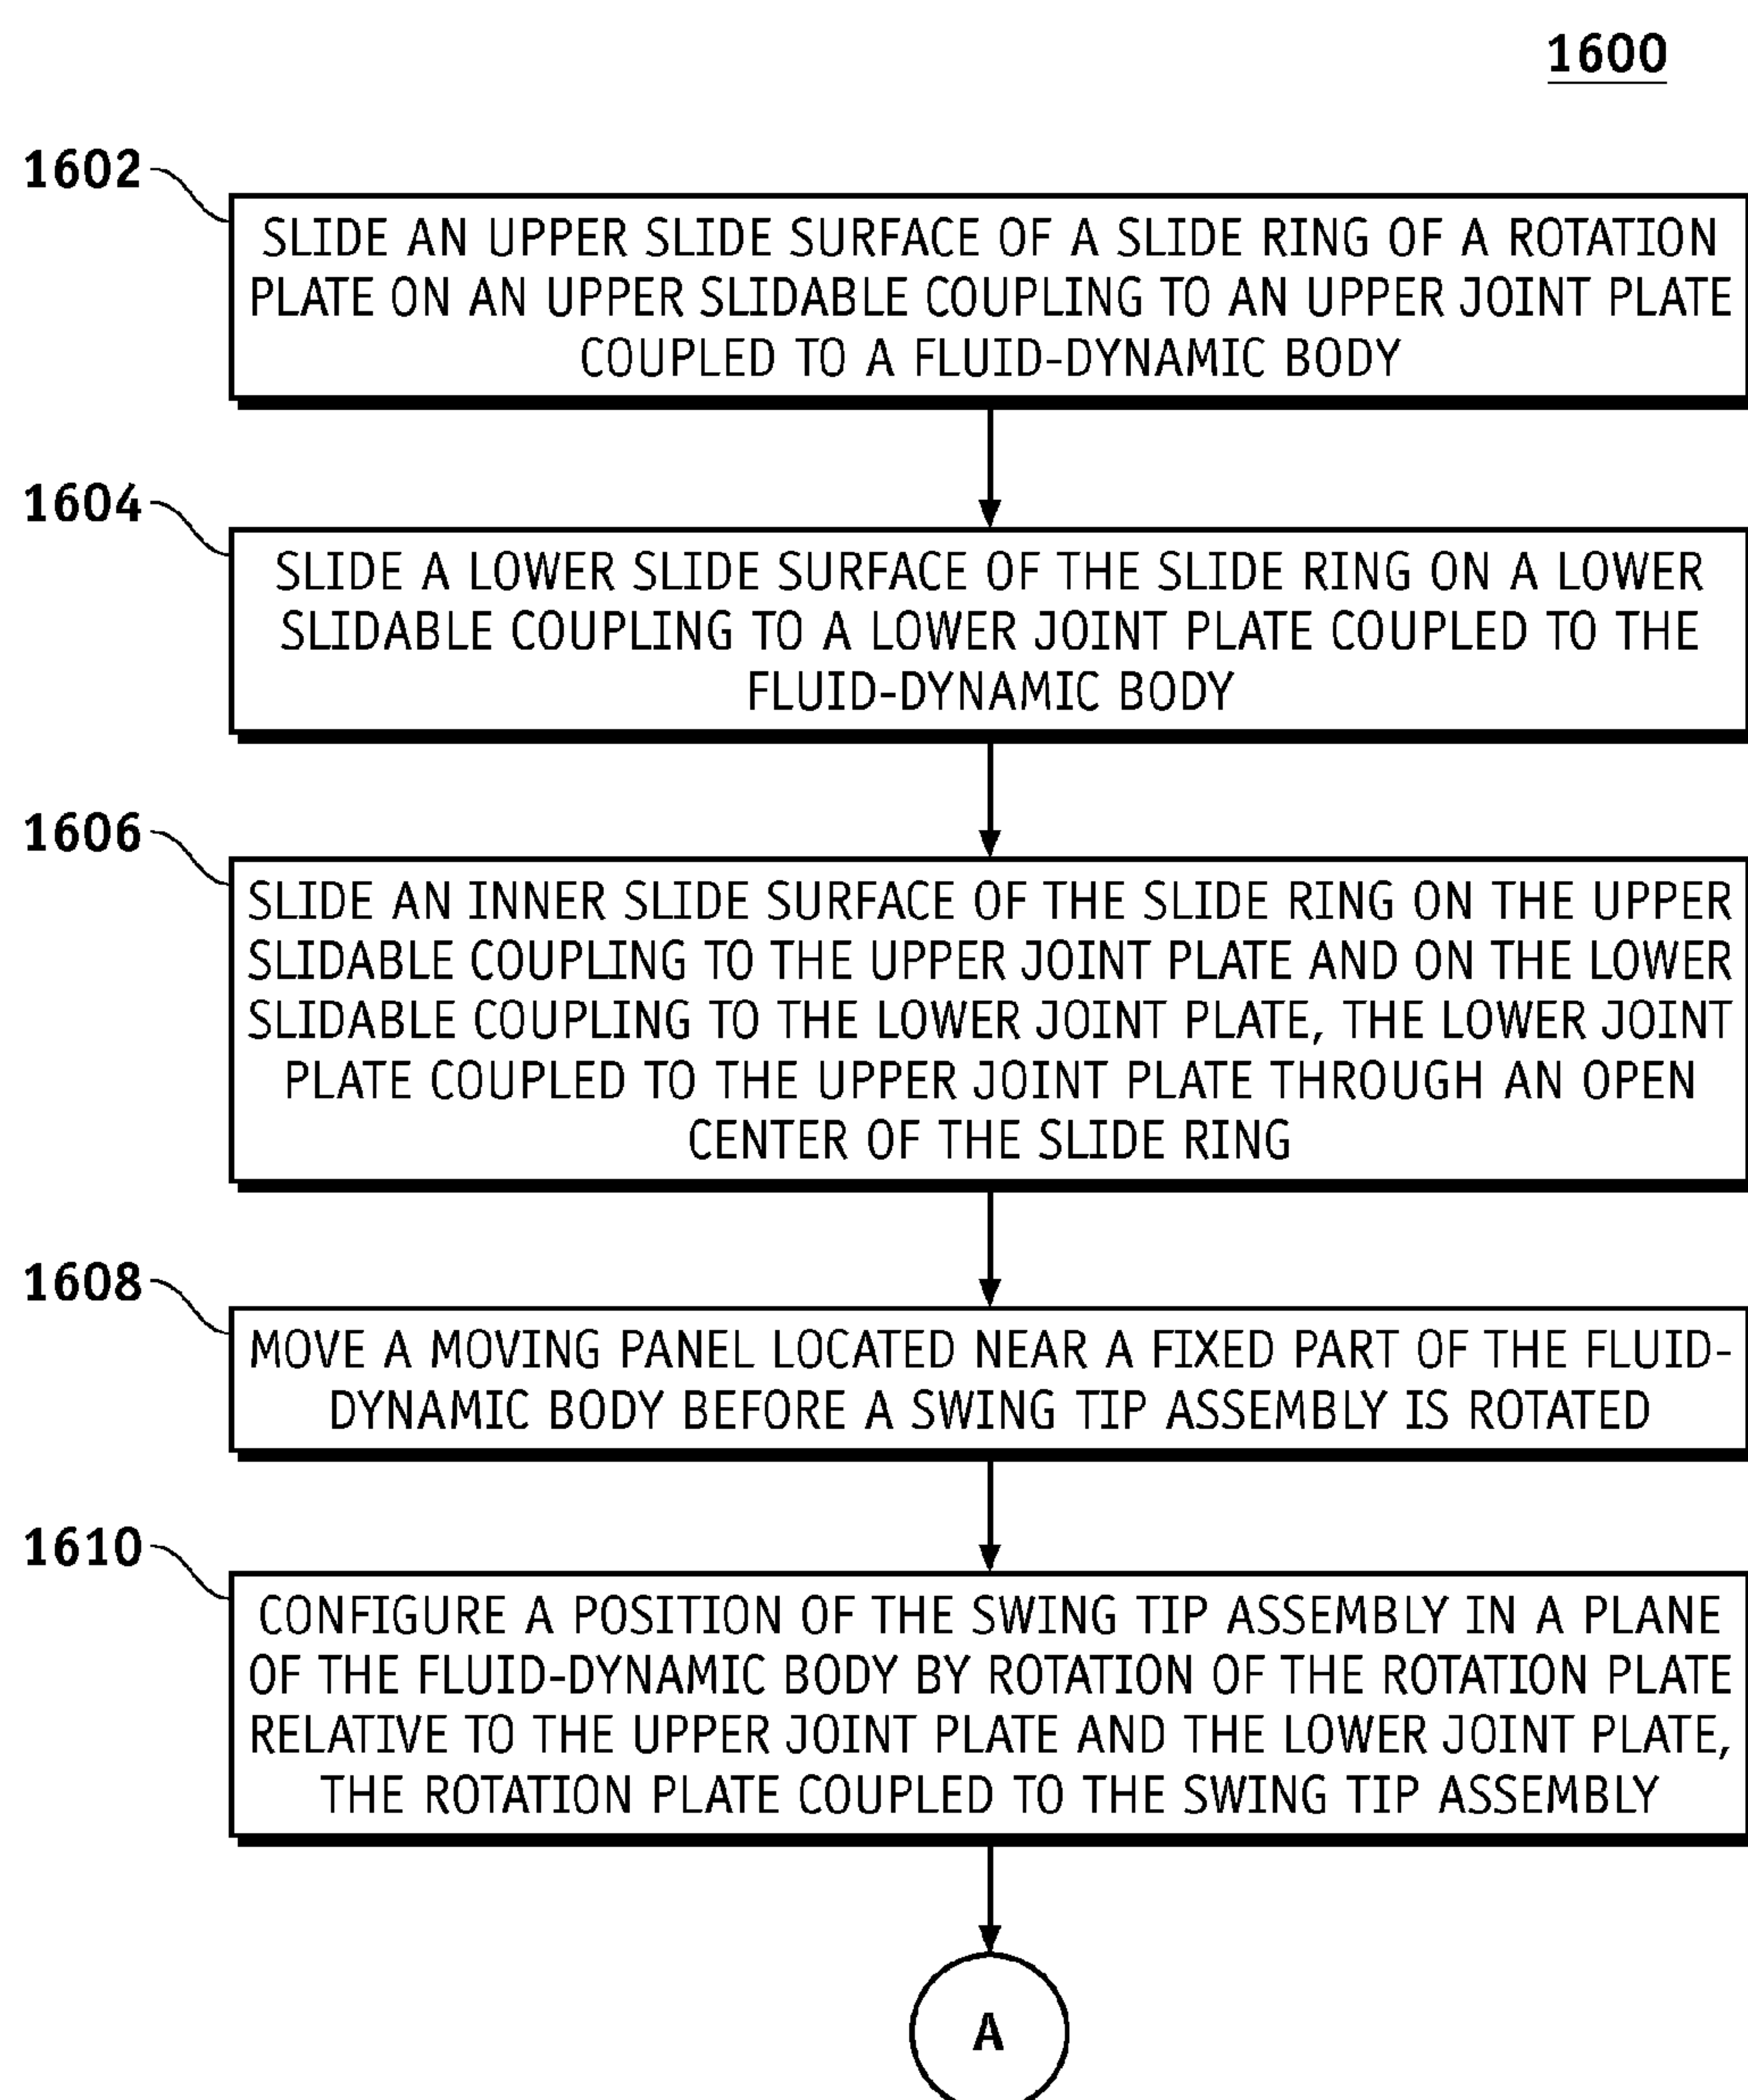 1600
1602
SLIDE AN UPPER SLIDE SURFACE OF A SLIDE RING OF A ROTATION
PLATE ON AN UPPER SLIDABLE COUPLING TO AN UPPER JOINT PLATE
COUPLED TO A FLUID-DYNAMIC BODY
1604
SLIDE A LOWER SLIDE SURFACE OF THE SLIDE RING ON A LOWER
SLIDABLE COUPLING TO A LOWER JOINT PLATE COUPLED TO THE
FLUID-DYNAMIC BODY
1606
SLIDE AN INNER SLIDE SURFACE OF THE SLIDE RING ON THE UPPER
SLIDABLE COUPLING TO THE UPPER JOINT PLATE AND ON THE LOWER
SLIDABLE COUPLING TO THE LOWER JOINT PLATE, THE LOWER JOINT
PLATE COUPLED TO THE UPPER JOINT PLATE THROUGH AN OPEN
CENTER OF THE SLIDE RING
1608
MOVE A MOVING PANEL LOCATED NEAR A FIXED PART OF THE FLUID-
DYNAMIC BODY BEFORE A SWING TIP ASSEMBLY IS ROTATED
1610
CONFIGURE A POSITION OF THE SWING TIP ASSEMBLY IN A PLANE
OF THE FLUID-DYNAMIC BODY BY ROTATION OF THE ROTATION PLATE
RELATIVE TO THE UPPER JOINT PLATE AND THE LOWER JOINT PLATE,
THE ROTATION PLATE COUPLED TO THE SWING TIP ASSEMBLY
A